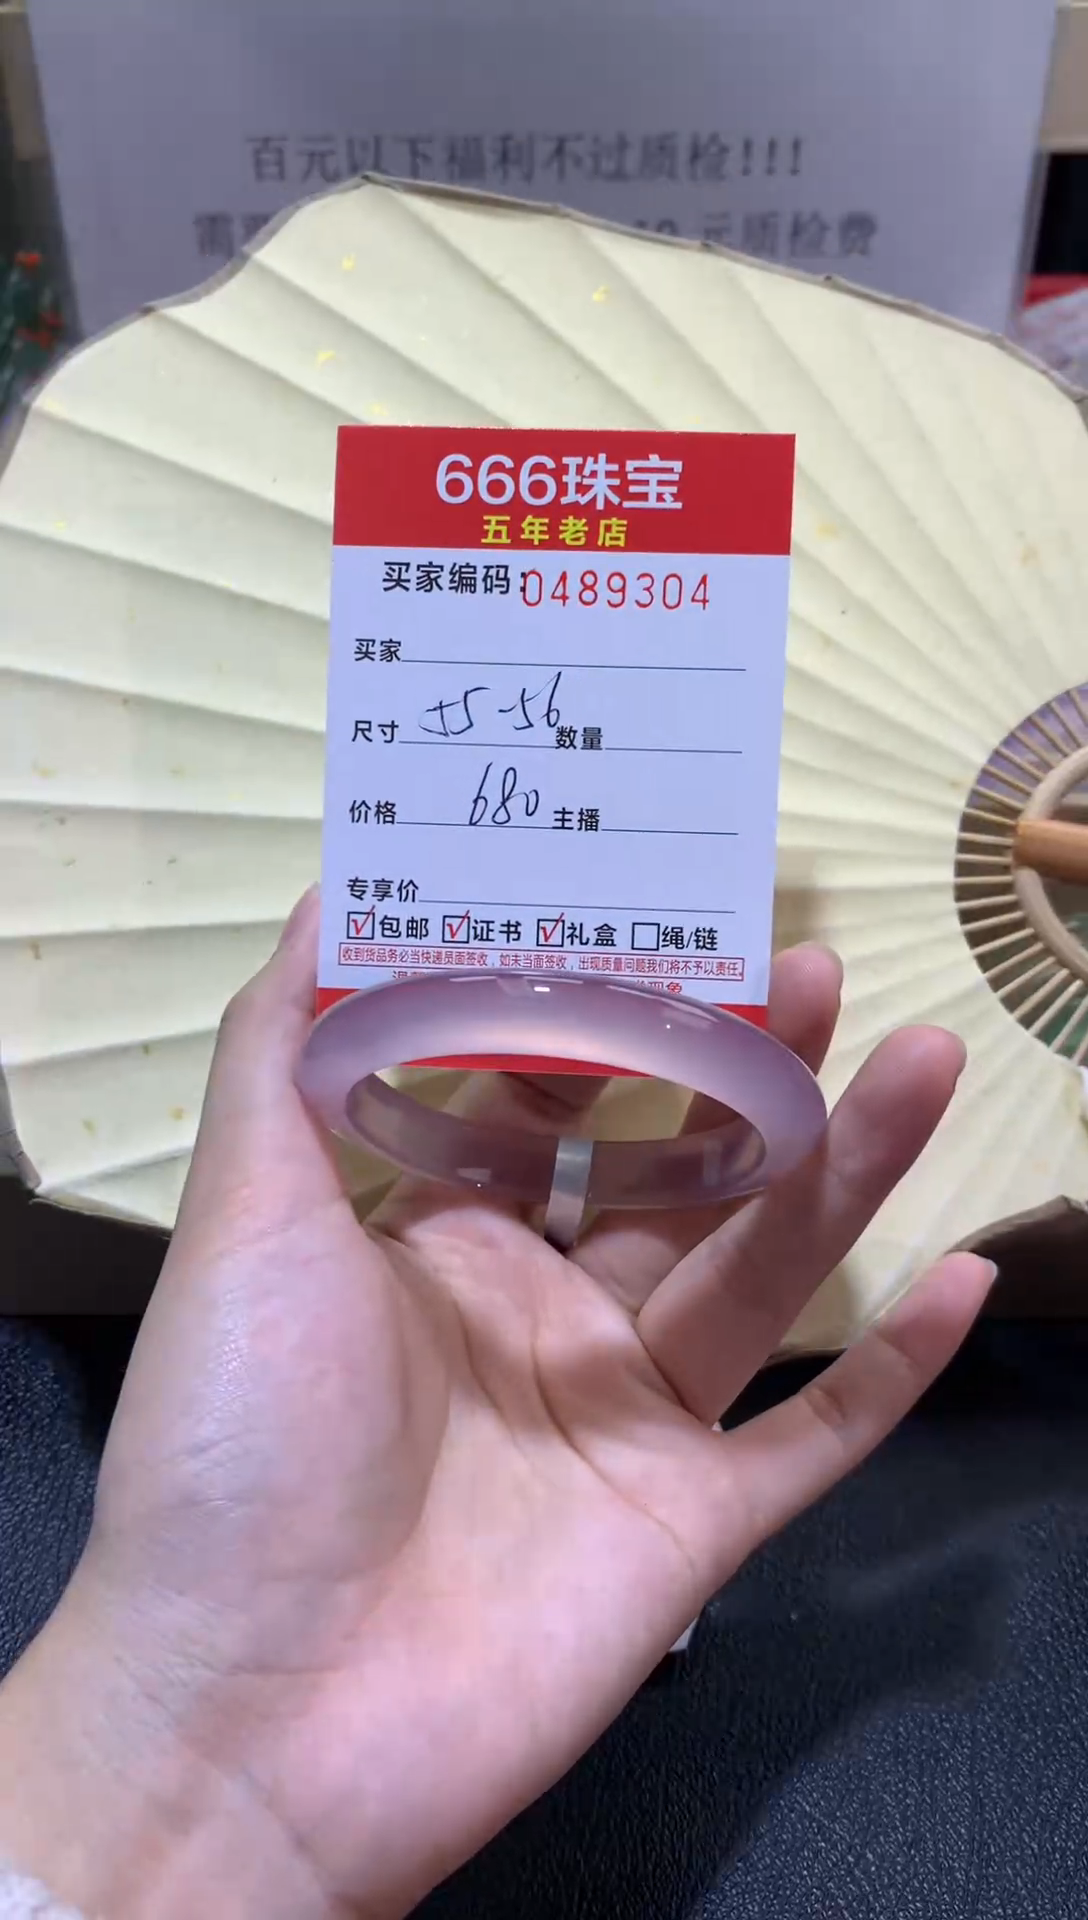 百元以下福利不过质检!!!
元质检费
666珠宝
五年老店
买家编码:0489304
买家
尺寸 55-56 数量
价格 680 主播
专享价
包邮 证书 礼盒 绳/链
收到货品务必当快递员面签收，如未当面签收，出现质量问题我们将不予以责任。